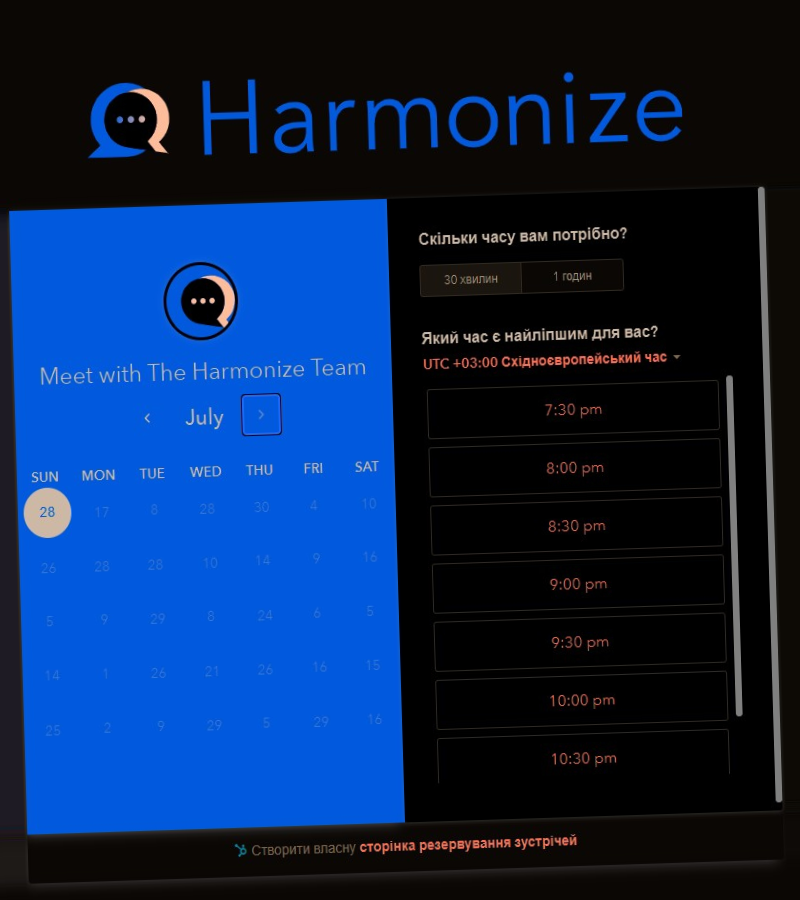 Harmonize
Meet with The Harmonize Team
July
SUN MON TUE WED THU FRI SAT
28 17 8 28 30 4 10
26 28 28 10 14 9 16
5 9 29 8 24 6 5
14 1 26 21 26 16 15
25 2 9 29 5 29 16
Скільки часу вам потрібно?
30 хвилин 1 годин
Який час є найліпшим для вас?
UTC +03:00 Східноєвропейський час
7:30 pm
8:00 pm
8:30 pm
9:00 pm
9:30 pm
10:00 pm
10:30 pm
Створити власну сторінка резервування зустрічей